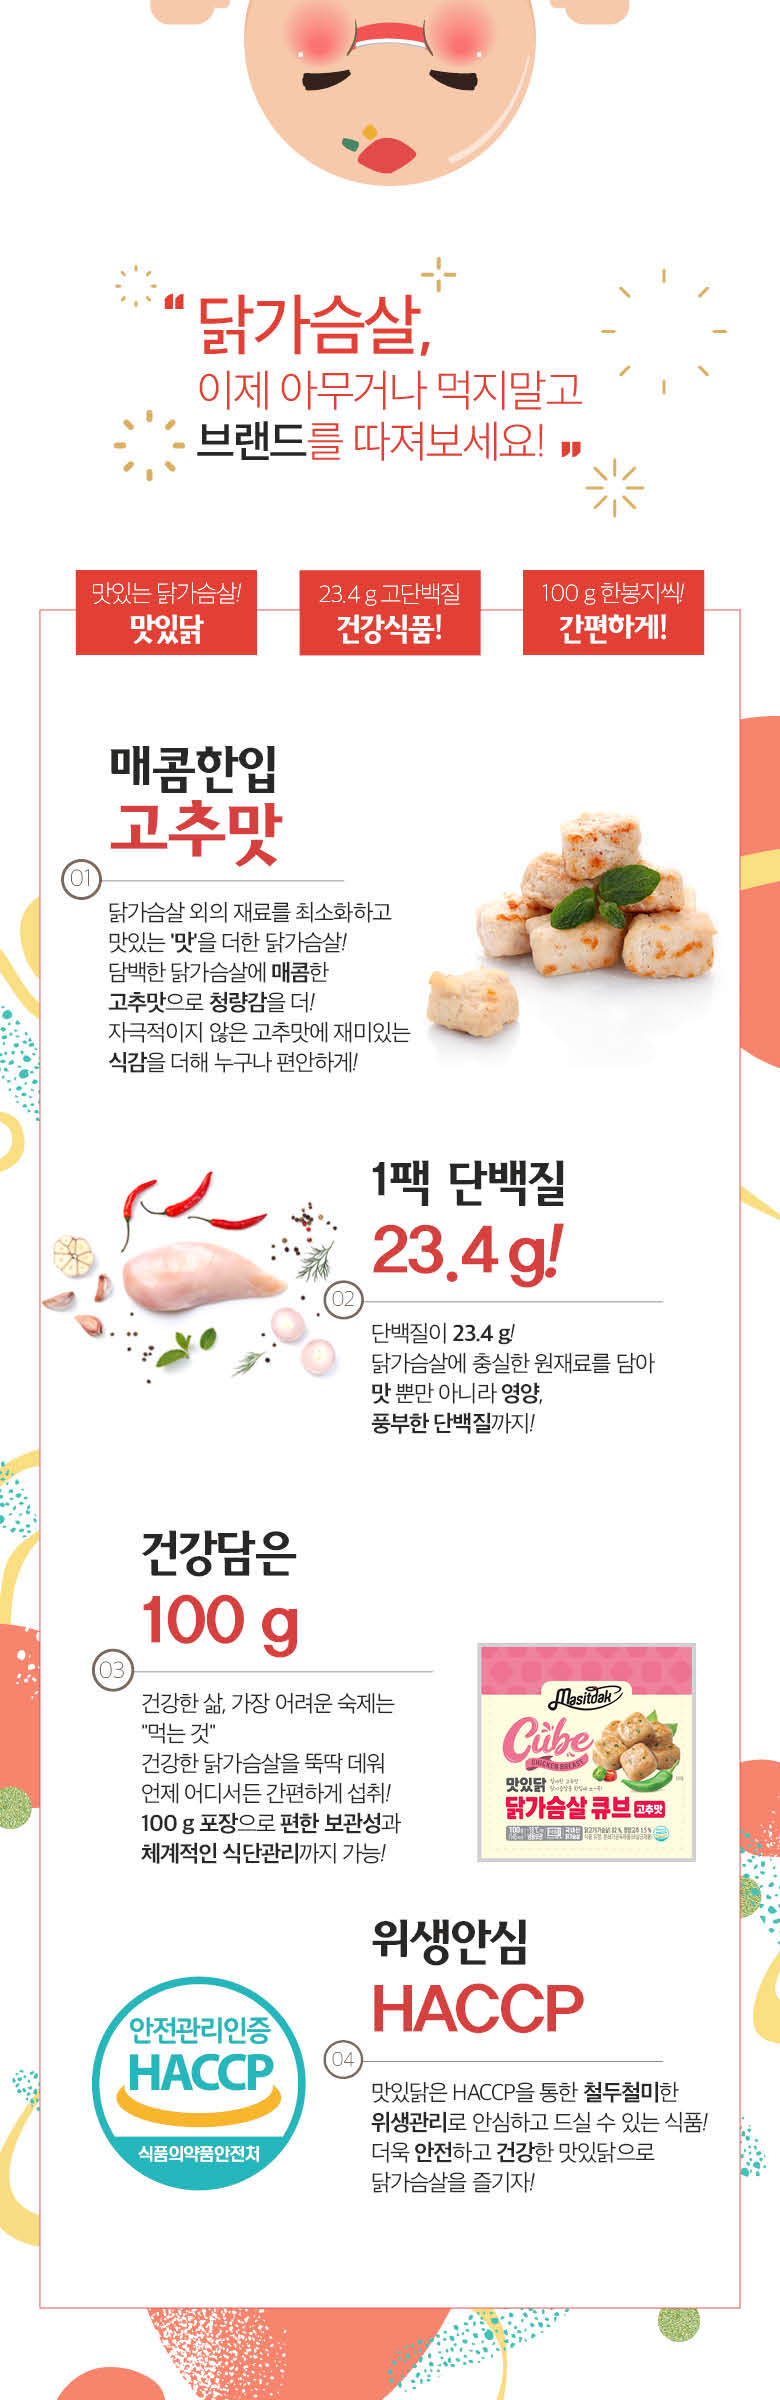 “ 닭가슴살,
이제 아무거나 먹지말고
브랜드를 따져보세요! ”
맛있는 닭가슴살!
맛있닭
23.4 g 고단백질
건강식품!
100 g 한봉지씩!
간편하게!
매콤한입
고추맛
01
닭가슴살 외의 재료를 최소화하고
맛있는 '맛'을 더한 닭가슴살!
담백한 닭가슴살에 매콤한
고추맛으로 청량감을 더!
자극적이지 않은 고추맛에 재미있는
식감을 더해 누구나 편안하게!
1팩 단백질
23.4 g!
02
단백질이 23.4 g!
닭가슴살에 충실한 원재료를 담아
맛 뿐만 아니라 영양,
풍부한 단백질까지!
건강담은
100 g
03
건강한 삶, 가장 어려운 숙제는
"먹는 것"
건강한 닭가슴살을 뚝딱 데워
언제 어디서든 간편하게 섭취!
100 g 포장으로 편한 보관성과
체계적인 식단관리까지 가능!
Masitdak
Cube
CHICKEN BREAST
맛있닭
닭가슴살 큐브 고추맛
100g
위생안심
HACCP
04
맛있닭은 HACCP을 통한 철두철미한
위생관리로 안심하고 드실 수 있는 식품!
더욱 안전하고 건강한 맛있닭으로
닭가슴살을 즐기자!
안전관리인증
HACCP
식품의약품안전처